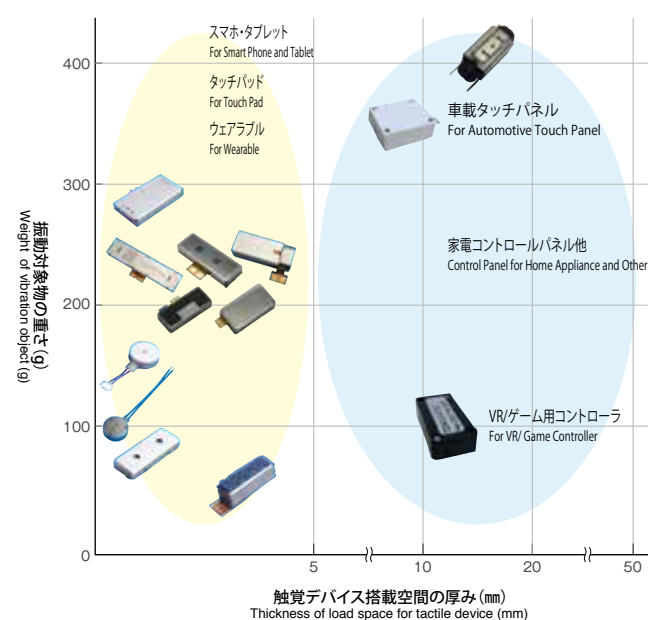 スマホ・タブレット
For Smart Phone and Tablet
タッチパッド
For Touch Pad
ウェアラブル
For Wearable
車載タッチパネル
For Automotive Touch Panel
家電コントロールパネル他
Control Panel for Home Appliance and Other
VR/ゲーム用コントローラ
For VR/ Game Controller
振動対象物の重さ(g)
Weight of vibration object (g)
400
300
200
100
0
5
10
20
50
触覚デバイス搭載空間の厚み(㎜)
Thickness of load space for tactile device (mm)